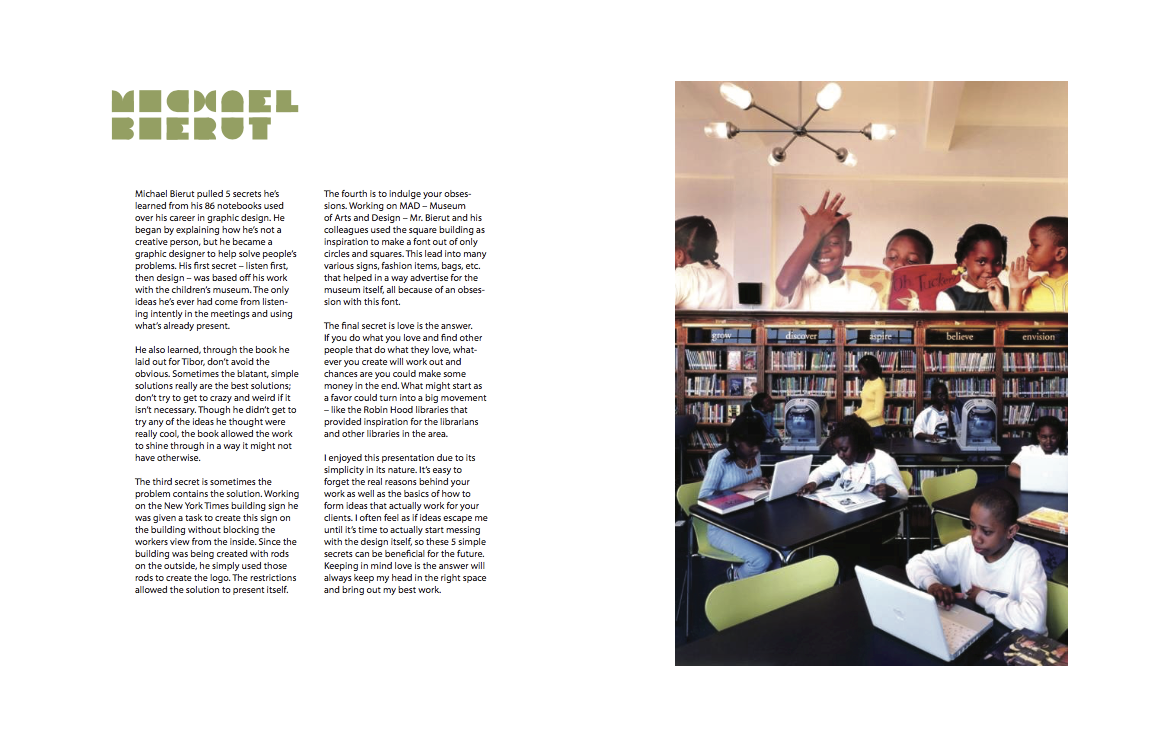 MICHAEL
BIERUT
Michael Bierut pulled 5 secrets he's
learned from his 86 notebooks used
over his career in graphic design. He
began by explaining how he's not a
creative person, but he became a
graphic designer to help solve people's
problems. His first secret – listen first,
then design – was based off his work
with the children's museum. The only
ideas he's ever had come from listen-
ing intently in the meetings and using
what's already present.
He also learned, through the book he
laid out for Tibor, don't avoid the
obvious. Sometimes the blatant, simple
solutions really are the best solutions;
don't try to get to crazy and weird if it
isn't necessary. Though he didn't get to
try any of the ideas he thought were
really cool, the book allowed the work
to shine through in a way it might not
have otherwise.
The third secret is sometimes the
problem contains the solution. Working
on the New York Times building sign he
was given a task to create this sign on
the building without blocking the
workers view from the inside. Since the
building was being created with rods
on the outside, he simply used those
rods to create the logo. The restrictions
allowed the solution to present itself.
The fourth is to indulge your obses-
sions. Working on MAD – Museum
of Arts and Design – Mr. Bierut and his
colleagues used the square building as
inspiration to make a font out of only
circles and squares. This lead into many
various signs, fashion items, bags, etc.
that helped in a way advertise for the
museum itself, all because of an obses-
sion with this font.
The final secret is love is the answer.
If you do what you love and find other
people that do what they love, what-
ever you create will work out and
chances are you could make some
money in the end. What might start as
a favor could turn into a big movement
– like the Robin Hood libraries that
provided inspiration for the librarians
and other libraries in the area.
I enjoyed this presentation due to its
simplicity in its nature. It's easy to
forget the real reasons behind your
work as well as the basics of how to
form ideas that actually work for your
clients. I often feel as if ideas escape me
until it's time to actually start messing
with the design itself, so these 5 simple
secrets can be beneficial for the future.
Keeping in mind love is the answer will
always keep my head in the right space
and bring out my best work.
grow discover aspire believe envision